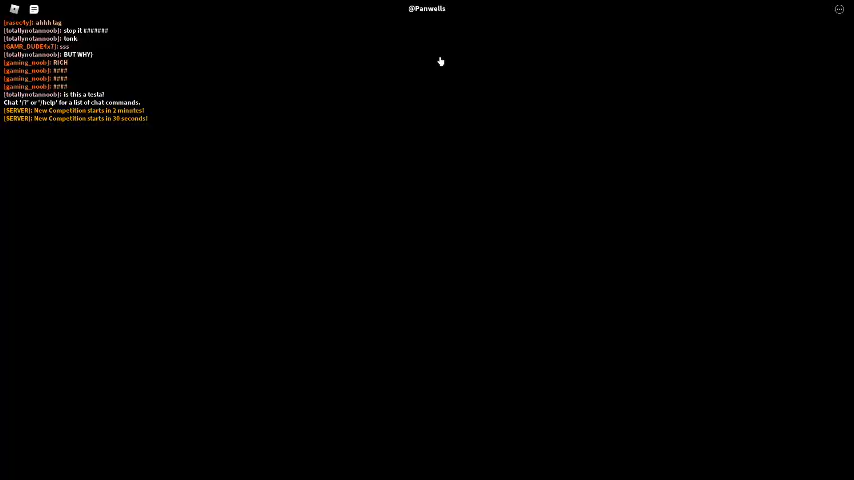 @Panwells
[rasec4y]: ahhh lag
[totallynotannoob]: stop it #######
[totallynotannoob]: tonk
[GAMR_DUDE4x7]: sss
[totallynotannoob]: BUT WHY}
[gaming_noob]: RICH
[gaming_noob]: ####
[gaming_noob]: ####
[gaming_noob]: ####
[totallynotannoob]: is this a tesla?
Chat '/?' or '/help' for a list of chat commands.
[SERVER]: New Competition starts in 2 minutes!
[SERVER]: New Competition starts in 30 seconds!